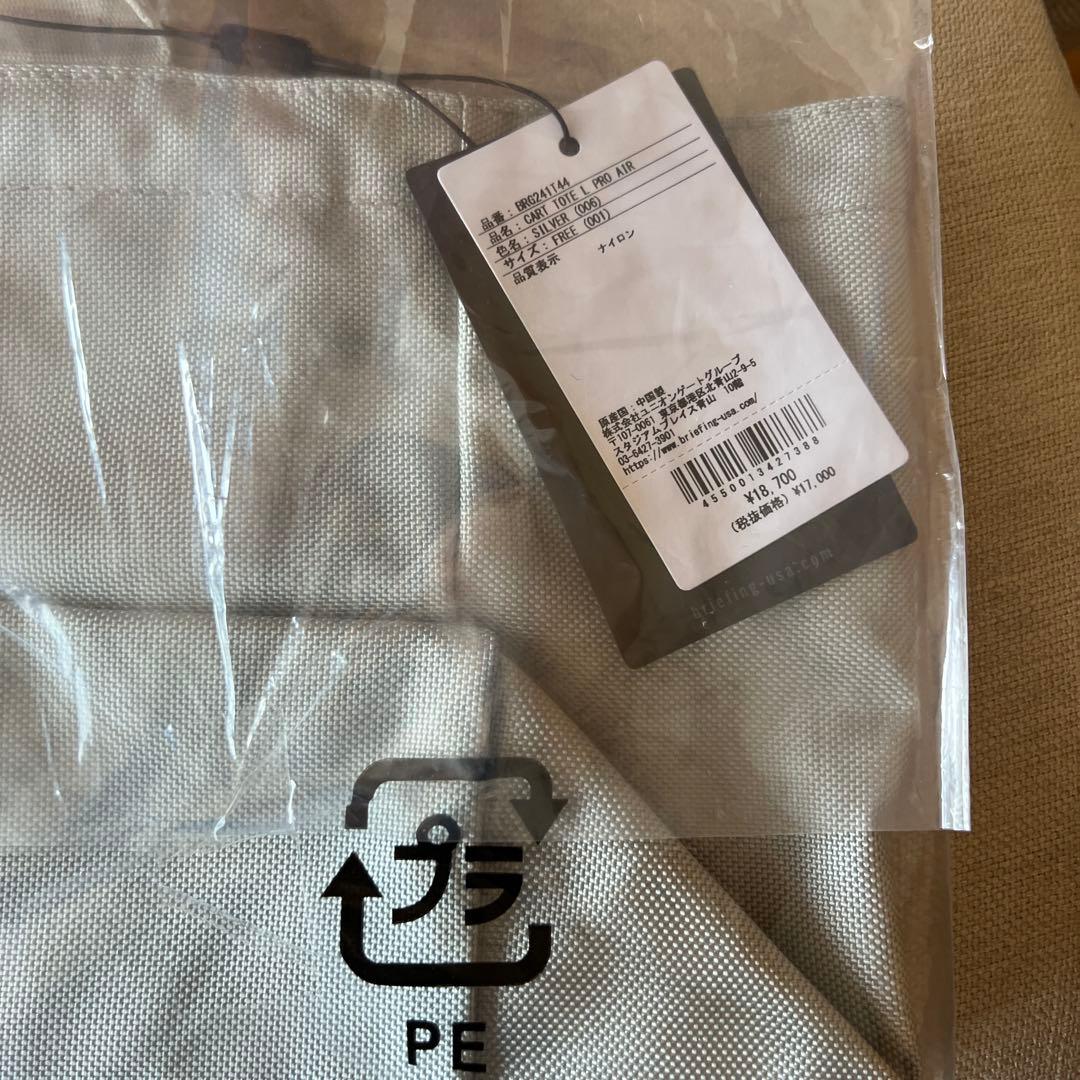 品番：BRG241T44
品名：CART TOTE L PRO AIR
色名：SILVER (006)
サイズ：FREE (001)
品質表示 ナイロン
原産国：中国製
株式会社ユニオンゲートグループ
〒107-0061 東京都港区北青山2-9-5
スタジアムプレイス青山 10階
03-6427-3901
https://www.briefing-usa.com/
4550013427388
¥18,700
(税抜価格) ¥17,000
briefing-usa.com
プラ
PE